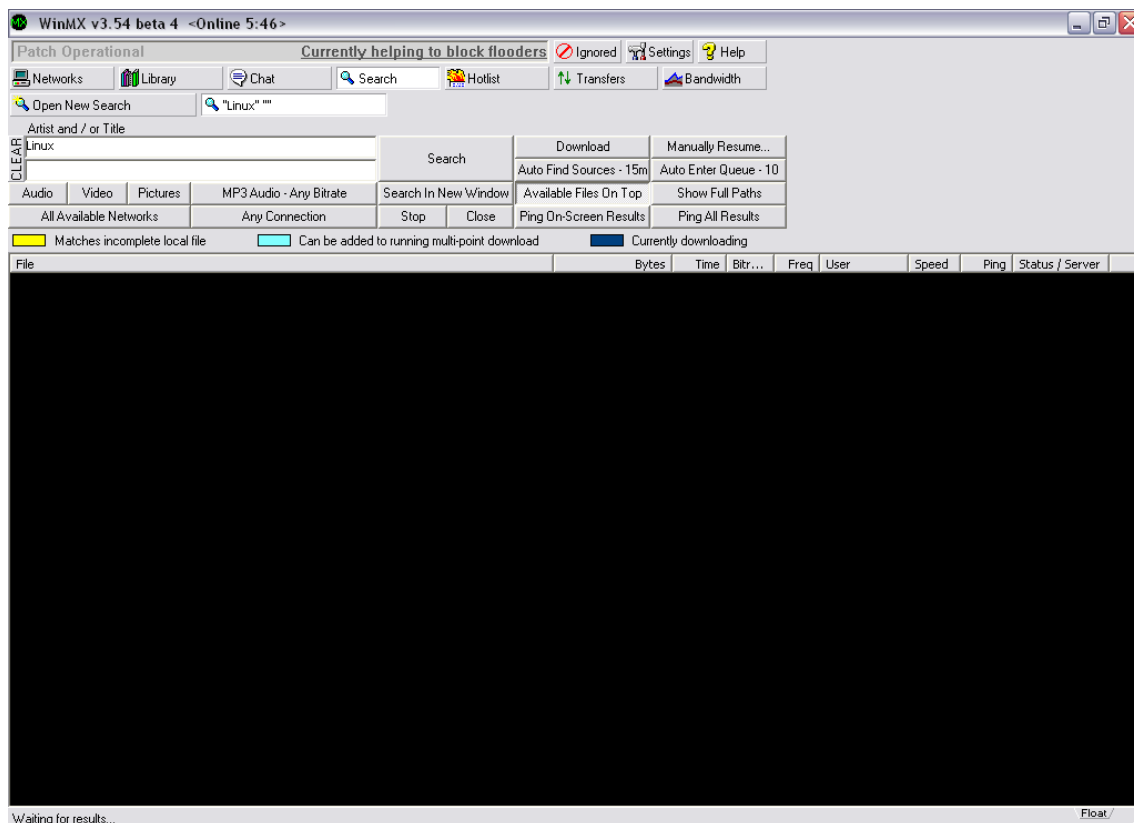 WinMX v3.54 beta 4 <Online 5:46>
Patch Operational Currently helping to block flooders Ignored Settings Help
Networks Library Chat Search Hotlist Transfers Bandwidth
Open New Search "Linux" ""
Artist and / or Title
CLEAR
Linux
Search
Download Manually Resume...
Auto Find Sources - 15m Auto Enter Queue - 10
Audio Video Pictures MP3 Audio - Any Bitrate Search In New Window Available Files On Top Show Full Paths
All Available Networks Any Connection Stop Close Ping On-Screen Results Ping All Results
Matches incomplete local file Can be added to running multi-point download Currently downloading
File Bytes Time Bitr... Freq User Speed Ping Status / Server
Waiting for results... Float